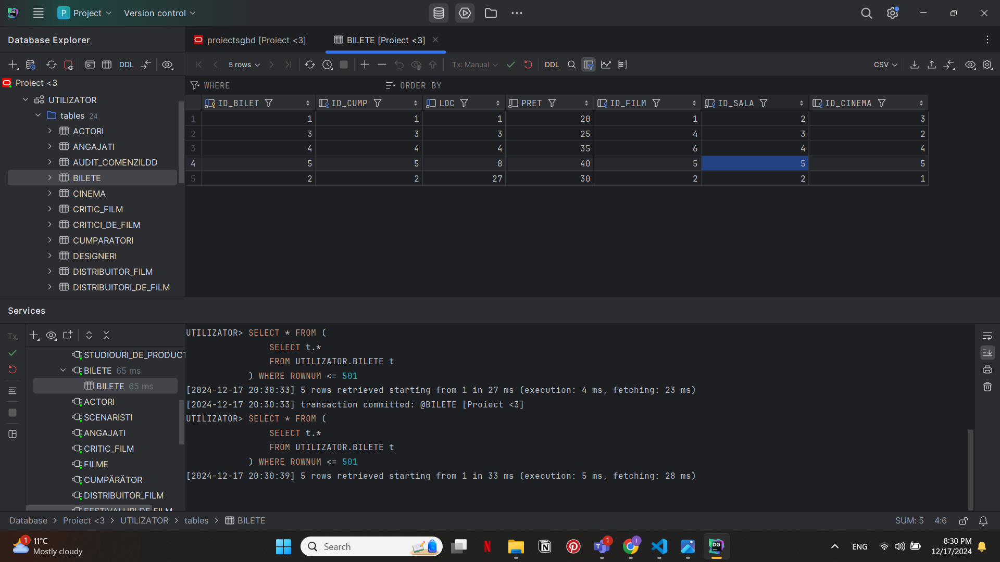 P Project Version control
Database Explorer
proiectsgbd [Proiect <3]
BILETE [Proiect <3]
DDL
5 rows
Tx: Manual
DDL
CSV
Proiect <3
WHERE
ORDER BY
UTILIZATOR
tables 24
ACTORI
ANGAJATI
AUDIT_COMENZILDD
BILETE
CINEMA
CRITIC_FILM
CRITICI_DE_FILM
CUMPARATORI
DESIGNERI
DISTRIBUITOR_FILM
DISTRIBUITORI_DE_FILM
ID_BILET ID_CUMP LOC PRET ID_FILM ID_SALA ID_CINEMA
1 1 1 1 20 1 2 3
2 3 3 3 25 4 3 2
3 4 4 4 35 6 4 4
4 5 5 8 40 5 5 5
5 2 2 27 30 2 2 1
Services
Tx
STUDIOURI_DE_PRODUCT
BILETE 65 ms
BILETE 65 ms
ACTORI
SCENARISTI
ANGAJATI
CRITIC_FILM
FILME
CUMPĂRĂTOR
DISTRIBUITOR_FILM
FESTIVALURI_DE_FILM
UTILIZATOR> SELECT * FROM (
SELECT t.*
FROM UTILIZATOR.BILETE t
) WHERE ROWNUM <= 501
[2024-12-17 20:30:33] 5 rows retrieved starting from 1 in 27 ms (execution: 4 ms, fetching: 23 ms)
[2024-12-17 20:30:33] transaction committed: @BILETE [Proiect <3]
UTILIZATOR> SELECT * FROM (
SELECT t.*
FROM UTILIZATOR.BILETE t
) WHERE ROWNUM <= 501
[2024-12-17 20:30:39] 5 rows retrieved starting from 1 in 33 ms (execution: 5 ms, fetching: 28 ms)
Database > Proiect <3 > UTILIZATOR > tables > BILETE
SUM: 5 4:6
1
11°C
Mostly cloudy
Search
1
ENG
8:30 PM
12/17/2024